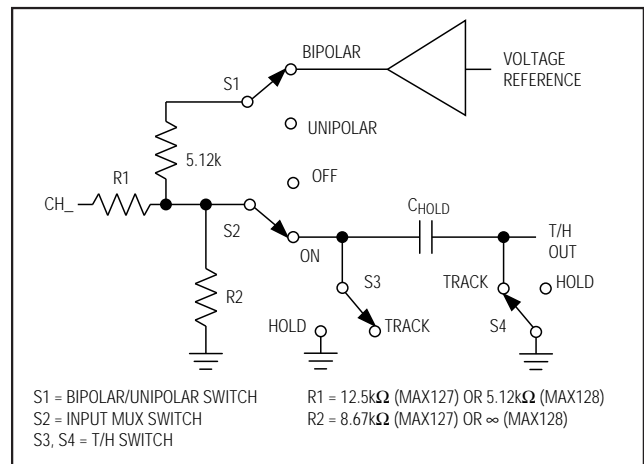 BIPOLAR
VOLTAGE
REFERENCE
S1
UNIPOLAR
5.12k
OFF
R1
CH_
S2
CHOLD
T/H
OUT
ON
S3
TRACK
HOLD
R2
HOLD
TRACK
S4
S1 = BIPOLAR/UNIPOLAR SWITCH
S2 = INPUT MUX SWITCH
S3, S4 = T/H SWITCH
R1 = 12.5kΩ (MAX127) OR 5.12kΩ (MAX128)
R2 = 8.67kΩ (MAX127) OR ∞ (MAX128)